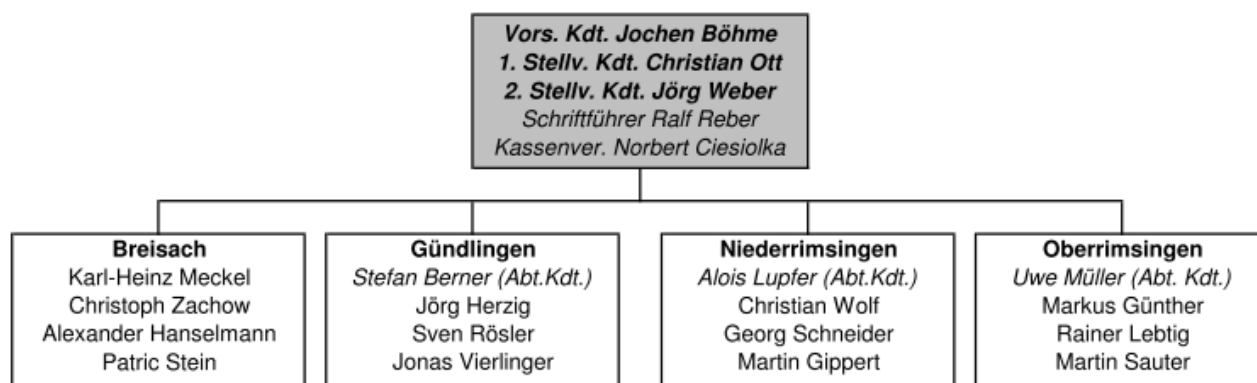 Vors. Kdt. Jochen Böhme
1. Stellv. Kdt. Christian Ott
2. Stellv. Kdt. Jörg Weber
Schriftführer Ralf Reber
Kassenver. Norbert Ciesiolka
Breisach
Karl-Heinz Meckel
Christoph Zachow
Alexander Hanselmann
Patric Stein
Gündlingen
Stefan Berner (Abt.Kdt.)
Jörg Herzig
Sven Rösler
Jonas Vierlinger
Niederrimsingen
Alois Lupfer (Abt.Kdt.)
Christian Wolf
Georg Schneider
Martin Gippert
Oberrimsingen
Uwe Müller (Abt. Kdt.)
Markus Günther
Rainer Lebtig
Martin Sauter